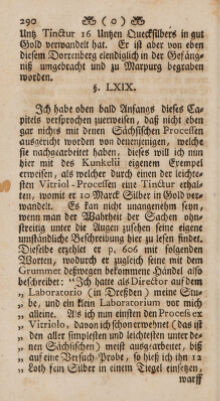 290 ❀ ( o ) ❀
Untz Tinctur 16 Untzen Quecksilbers in gut
Gold verwandelt hat. Er ist aber von eben
diesem Dorrenberg elendiglich in der Gefäng-
niß umgebracht und zu Marpurg begraben
worden.
§. LXIX.
Ich habe oben bald Anfangs dieses Ca-
pitels versprochen zuerweisen, daß nicht eben
gar nichts mit denen Sächsischen Processen
ausgericht worden von denenjenigen, welche
sie nachgearbeitet haben, dieses will ich nun
hier mit des Kunkelii eigenem Exempel
erweisen, als welcher durch einen der leichte-
sten Vitriol-Processen eine Tinctur erhal-
ten, womit er 10 Marck Silber in Gold ver-
wandelt. Es kan nicht unangenehm seyn,
wenn man der Wahrheit der Sachen ohn-
streitig unter die Augen zusehen seine eigene
umständliche Beschreibung hier zu lesen findet.
Dieselbe erzihlet er p. 606 mit folgenden
Worten, wodurch er zugleich seine mit dem
Grummet deßwegen bekommene Händel also
beschreibet: „Ich hatte als Director auf dem
„ Laboratorio (in Dreßden) meine Stu-
„ be, und ein klein Laboratorium vor mich
„ alleine. Als ich nun einsten den Process ex
„ Vitriolo, davon ich schon erwehnet (das ist
„ den aller simplesten und leichtesten unter de-
„ nen Sächsischen) meist ausgearbeitet, biß
„ auf eine Versuch-Probe, so hieß ich ihn 12
„ Loth fein Silber in einem Tiegel einsetzen,
warff